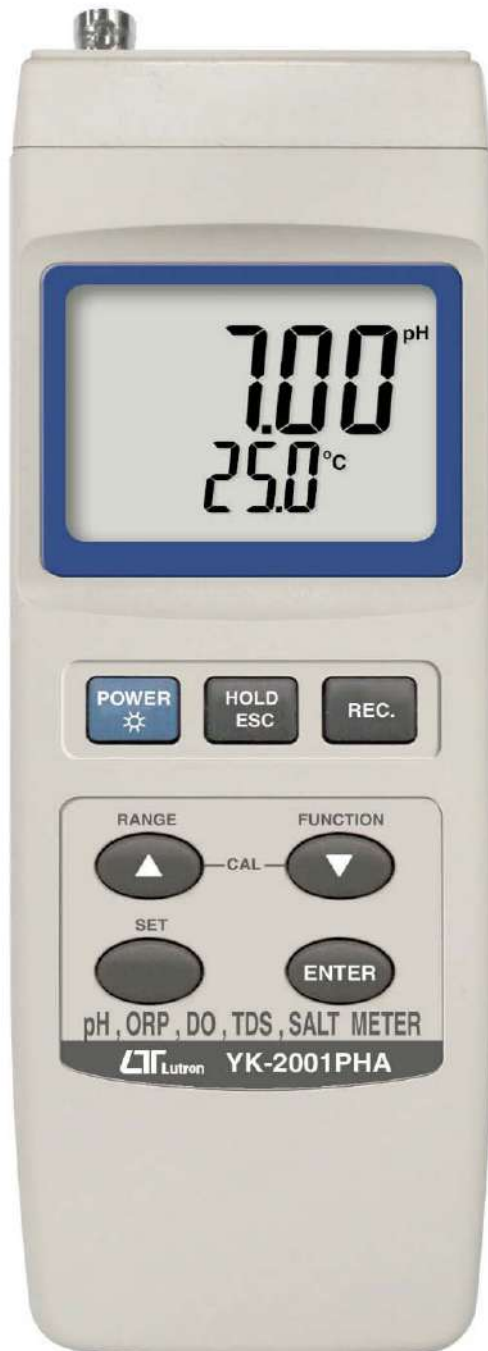 7.00 pH
25.0 °C
POWER HOLD ESC REC.
RANGE FUNCTION
CAL
SET
ENTER
pH , ORP , DO , TDS , SALT METER
Lutron YK-2001PHA